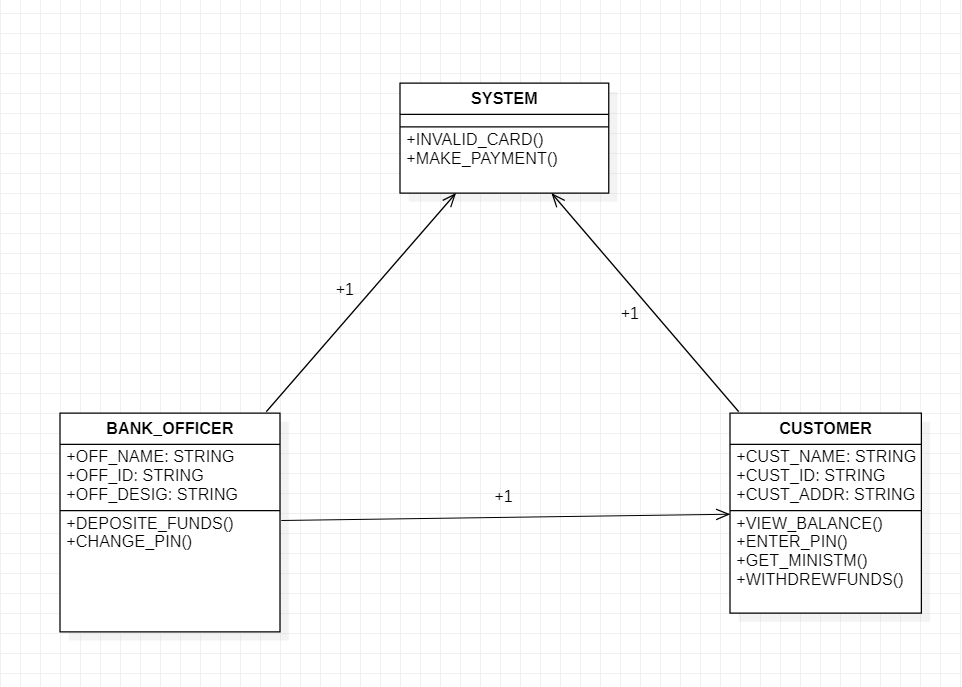 SYSTEM
+INVALID_CARD()
+MAKE_PAYMENT()
+1
+1
BANK_OFFICER
+OFF_NAME: STRING
+OFF_ID: STRING
+OFF_DESIG: STRING
+DEPOSITE_FUNDS()
+CHANGE_PIN()
+1
CUSTOMER
+CUST_NAME: STRING
+CUST_ID: STRING
+CUST_ADDR: STRING
+VIEW_BALANCE()
+ENTER_PIN()
+GET_MINISTM()
+WITHDREWFUNDS()